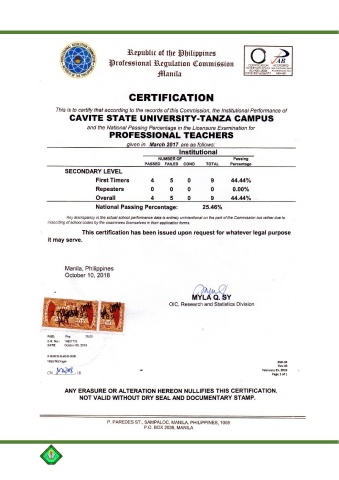 Republic of the Philippines
Professional Regulation Commission
Manila
CERTIFICATION
This is to certify that according to the records of this Commission, the Institutional Performance of
CAVITE STATE UNIVERSITY-TANZA CAMPUS
and the National Passing Percentage in the Licensure Examination for
PROFESSIONAL TEACHERS
given in March 2017 are as follows:
Institutional
NUMBER OF Passing
PASSED FAILED COND TOTAL Percentage
SECONDARY LEVEL
First Timers 4 5 0 9 44.44%
Repeaters 0 0 0 0 0.00%
Overall 4 5 0 9 44.44%
National Passing Percentage: 25.46%
Any discrepancy in the actual school performance data is entirely unintentional on the part of the Commission but rather due to
miscoding of school codes by the examinees themselves in their application forms.
This certification has been issued upon request for whatever legal purpose
it may serve.
Manila, Philippines
October 10, 2018
MYLA Q. SY
OIC, Research and Statistics Division
Page 1 of 1
ANY ERASURE OR ALTERATION HEREON NULLIFIES THIS CERTIFICATION.
NOT VALID WITHOUT DRY SEAL AND DOCUMENTARY STAMP.
P. PAREDES ST., SAMPALOC, MANILA, PHILIPPINES, 1008
P.O. BOX 2038, MANILA